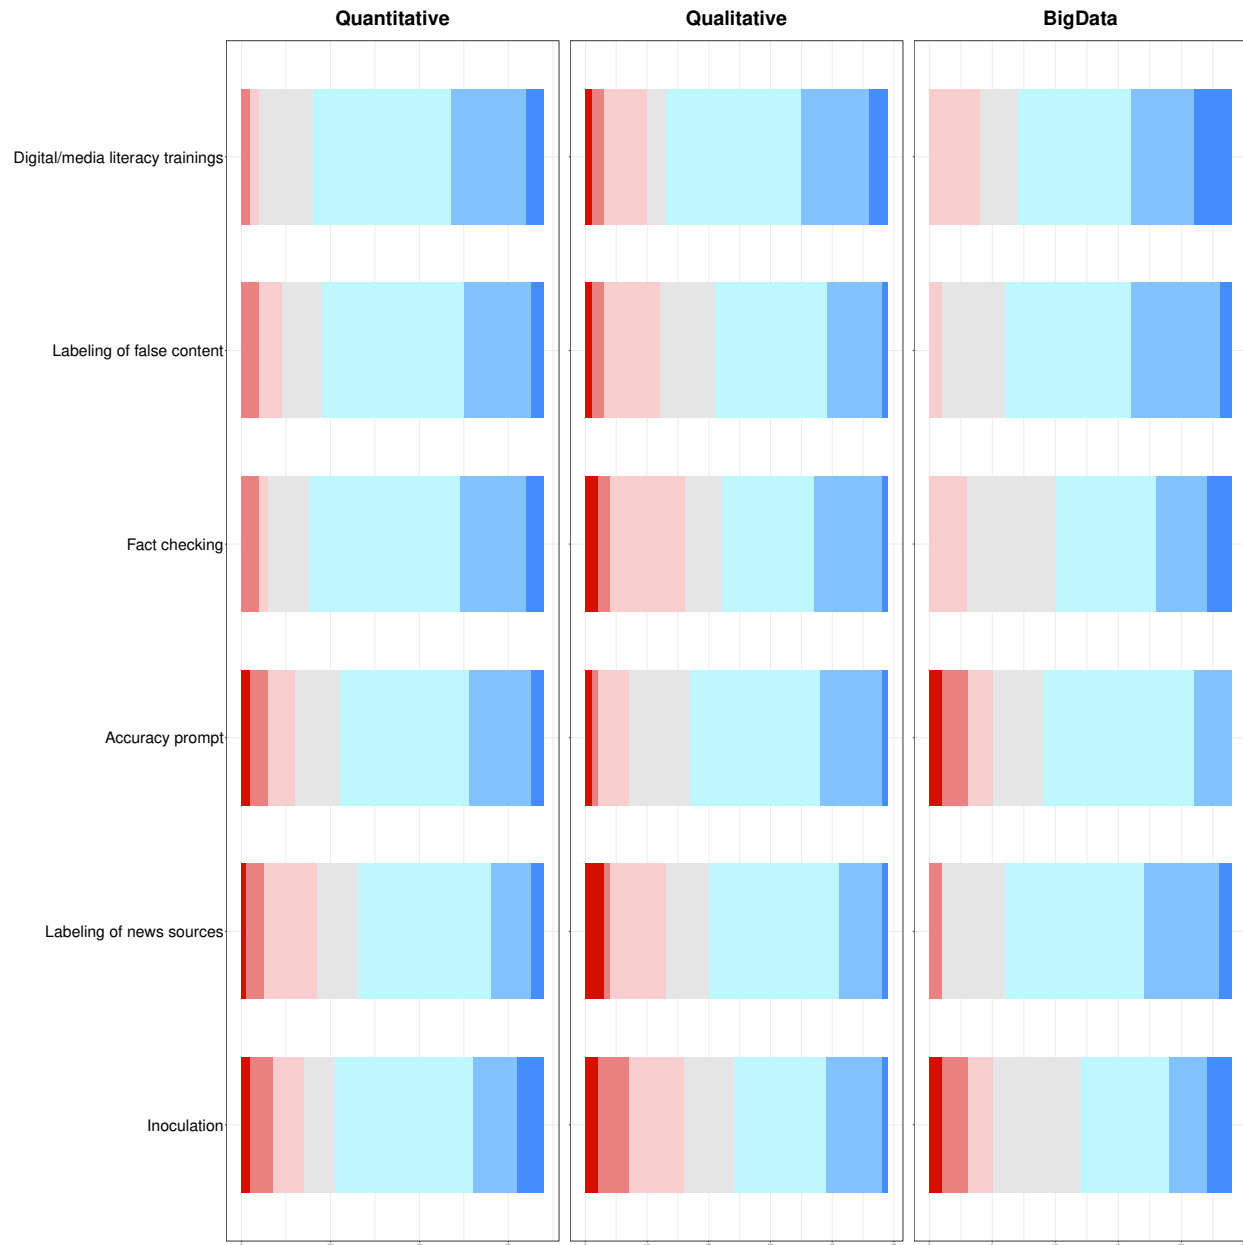 Quantitative Qualitative BigData
Digital/media literacy trainings
Labeling of false content
Fact checking
Accuracy prompt
Labeling of news sources
Inoculation